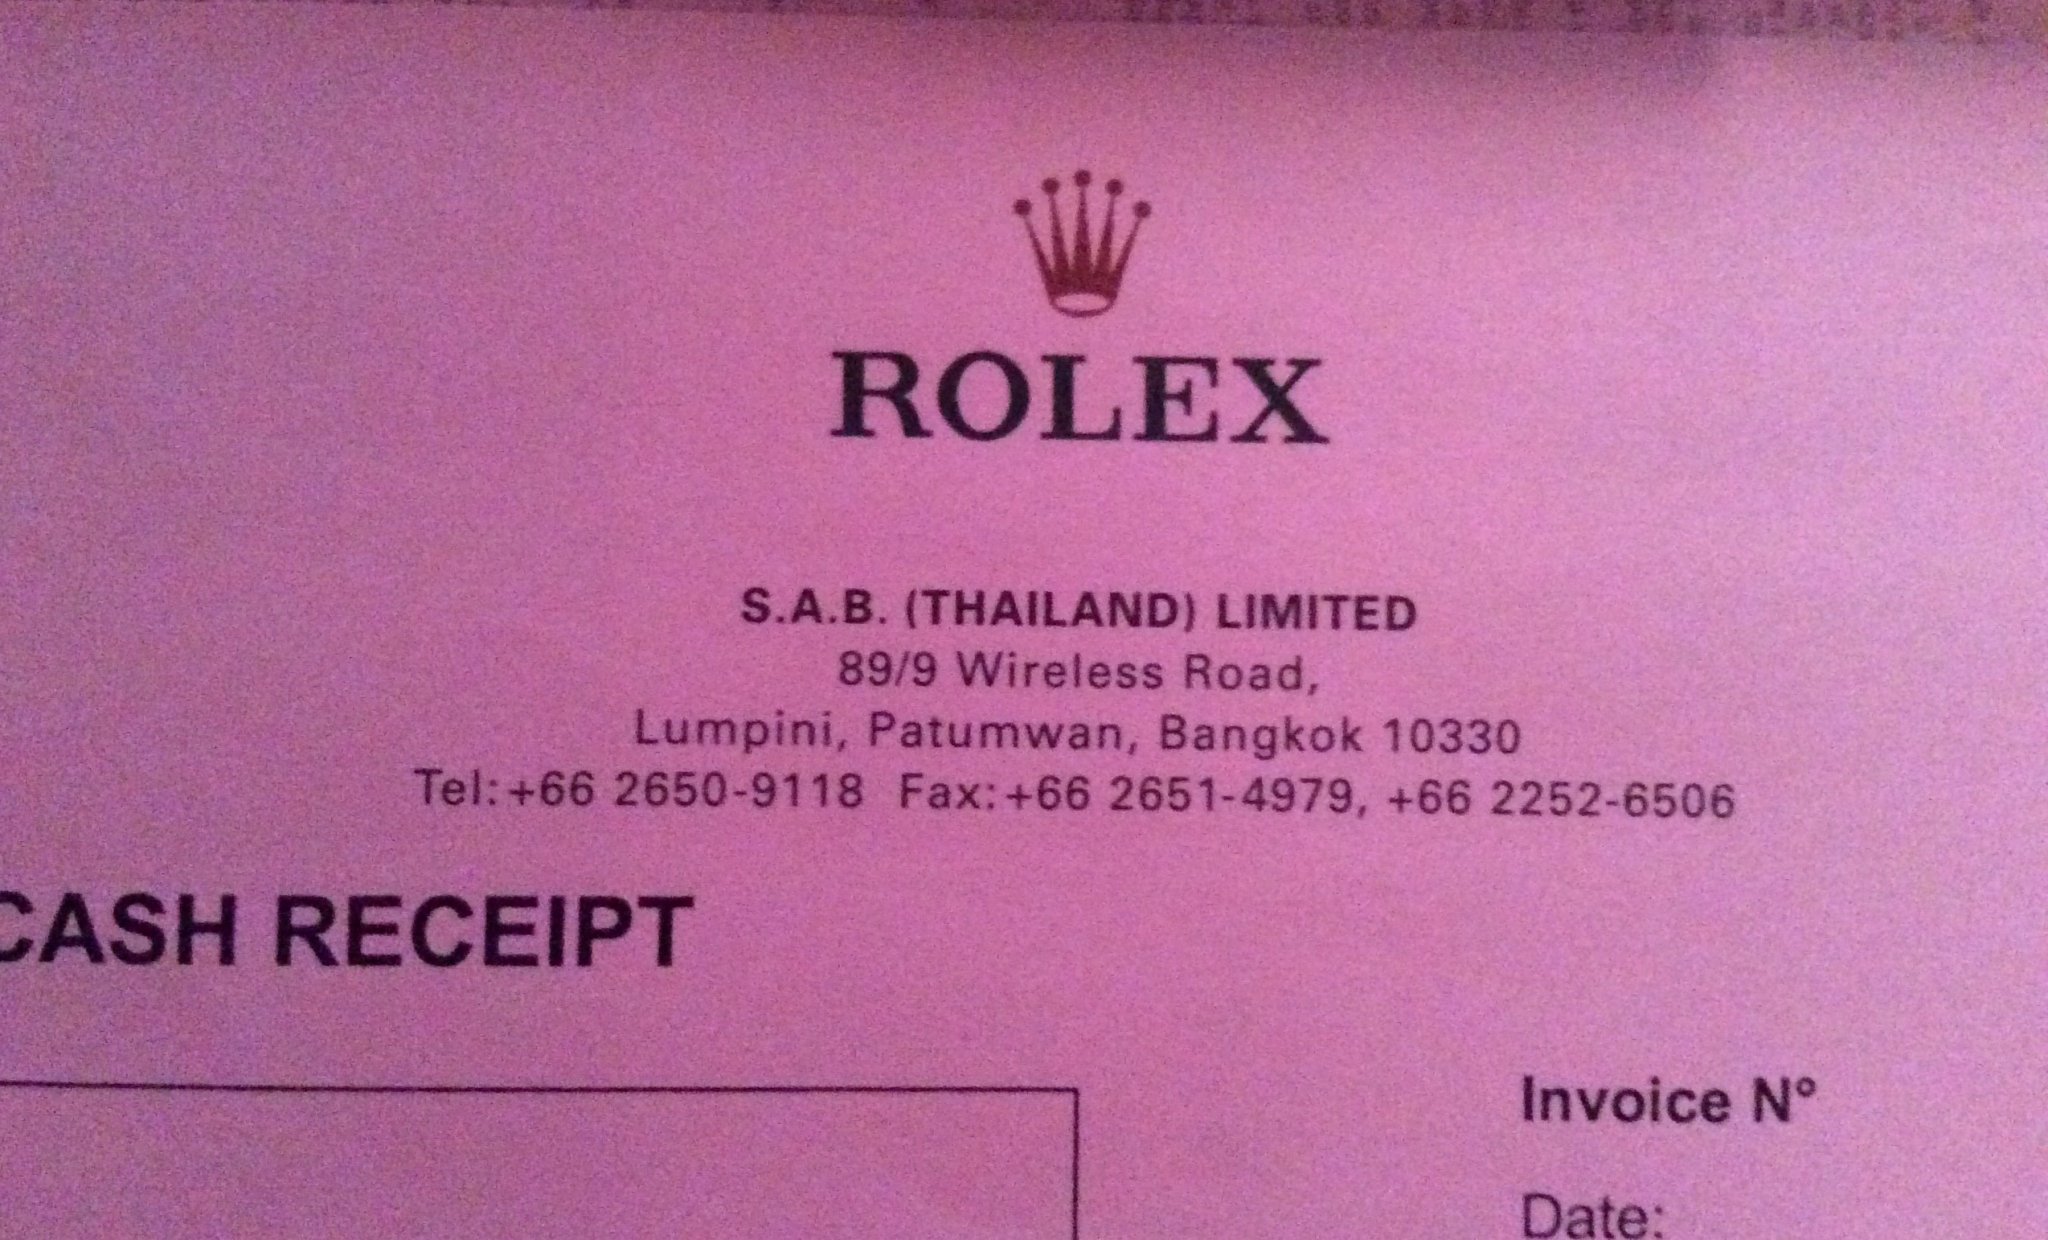 ROLEX
S.A.B. (THAILAND) LIMITED
89/9 Wireless Road,
Lumpini, Patumwan, Bangkok 10330
Tel:+66 2650-9118 Fax:+66 2651-4979, +66 2252-6506
CASH RECEIPT
Invoice Nº
Date: